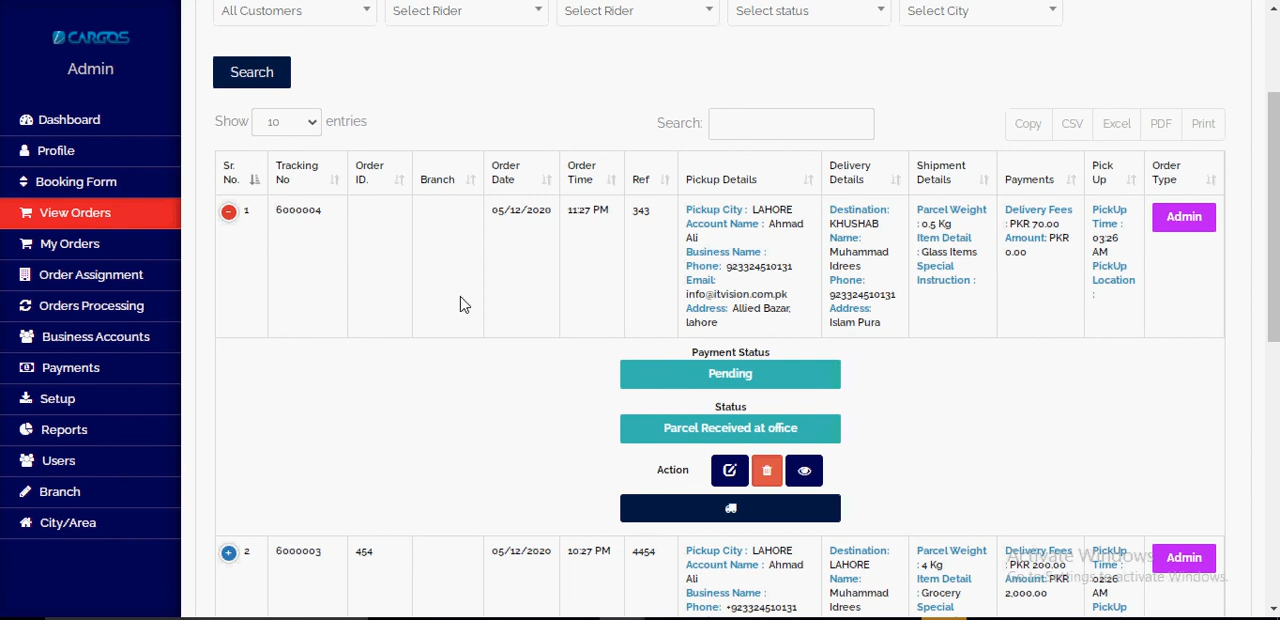 All Customers Select Rider Select Rider Select status Select City
CARGOS
Admin
Search
Show 10 entries Search: Copy CSV Excel PDF Print
Dashboard
Profile
Booking Form
View Orders
My Orders
Order Assignment
Orders Processing
Business Accounts
Payments
Setup
Reports
Users
Branch
City/Area
Sr. No.
Tracking No
Order ID.
Branch
Order Date
Order Time
Ref
Pickup Details
Delivery Details
Shipment Details
Payments
Pick Up
Order Type
1
6000004
05/12/2020
11:27 PM
343
Pickup City : LAHORE
Account Name : Ahmad
Ali
Business Name :
Phone: 923324510131
Email:
info@itvision.com.pk
Address: Allied Bazar,
lahore
Destination:
KHUSHAB
Name:
Muhammad
Idrees
Phone:
923324510131
Address:
Islam Pura
Parcel Weight
: 0.5 Kg
Item Detail
: Glass Items
Special
Instruction :
Delivery Fees
: PKR 70.00
Amount: PKR
0.00
PickUp
Time :
03:26
AM
PickUp
Location
:
Admin
Payment Status
Pending
Status
Parcel Received at office
Action
2
6000003
454
05/12/2020
10:27 PM
4454
Pickup City : LAHORE
Account Name : Ahmad
Ali
Business Name :
Phone: +923324510131
Destination:
LAHORE
Name:
Muhammad
Idrees
Parcel Weight
: 4 Kg
Item Detail
: Grocery
Special
Delivery Fees
: PKR 200.00
Amount: PKR
2,000.00
PickUp
Time :
02:26
AM
PickUp
Admin
Activate Windows
Go to Settings to activate Windows.